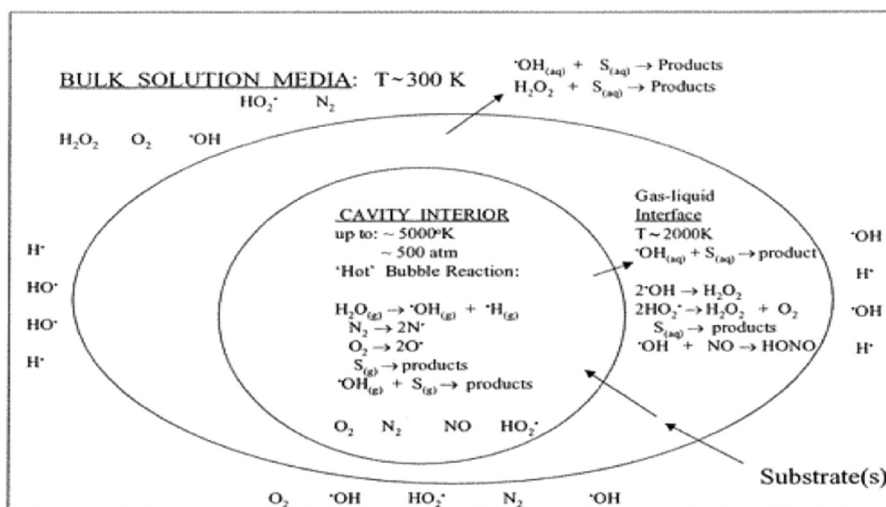 BULK SOLUTION MEDIA: T~300 K
•OH(aq) + S(aq) → Products
H2O2 + S(aq) → Products
HO2• N2
H2O2 O2 •OH
CAVITY INTERIOR
up to: ~ 5000°K
~ 500 atm
'Hot' Bubble Reaction:
H2O(g) → •OH(g) + •H(g)
N2 → 2N•
O2 → 2O•
S(g) → products
•OH(g) + S(g) → products
O2 N2 NO HO2•
Gas-liquid
Interface
T~2000K
•OH(aq) + S(aq) → product
2•OH → H2O2
2HO2• → H2O2 + O2
S(aq) → products
•OH + NO → HONO
H•
HO•
HO•
H•
•OH
H•
•OH
H•
Substrate(s)
O2 •OH HO2• N2 •OH